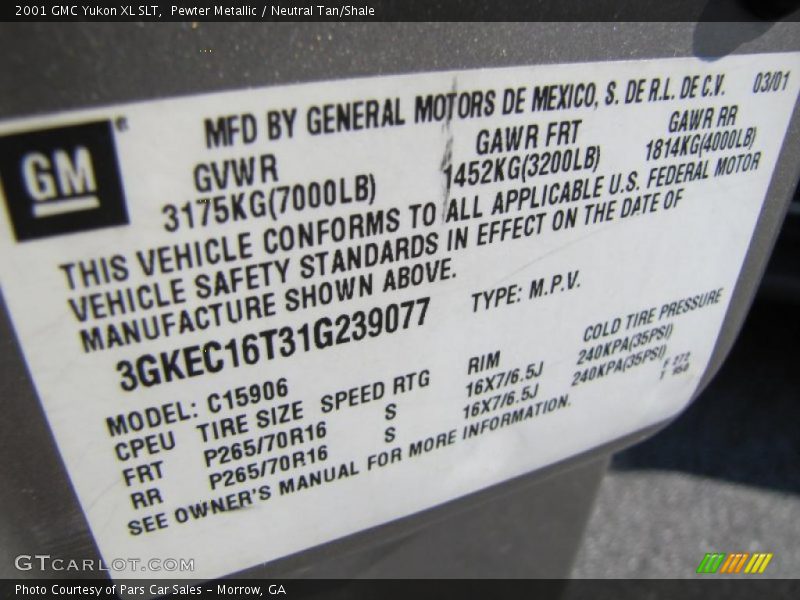 2001 GMC Yukon XL SLT, Pewter Metallic / Neutral Tan/Shale
GM
MFD BY GENERAL MOTORS DE MEXICO, S. DE R.L. DE C.V. 03/01
GVWR GAWR FRT GAWR RR
3175KG(7000LB) 1452KG(3200LB) 1814KG(4000LB)
THIS VEHICLE CONFORMS TO ALL APPLICABLE U.S. FEDERAL MOTOR
VEHICLE SAFETY STANDARDS IN EFFECT ON THE DATE OF
MANUFACTURE SHOWN ABOVE.
3GKEC16T31G239077 TYPE: M.P.V.
MODEL: C15906
CPEU TIRE SIZE SPEED RTG RIM COLD TIRE PRESSURE
FRT P265/70R16 S 16X7/6.5J 240KPA(35PSI)
RR P265/70R16 S 16X7/6.5J 240KPA(35PSI)
SEE OWNER'S MANUAL FOR MORE INFORMATION.
GTCARLOT.COM
Photo Courtesy of Pars Car Sales - Morrow, GA